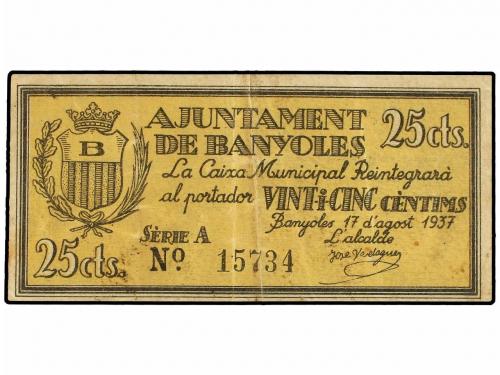 AJUNTAMENT
DE BANYOLES
25cts.
B
La Caixa Municipal Reintegrarà
al portador VINT-i-CINC CÈNTIMS
Banyoles 17 d'agost 1937
L'alcalde
SÈRIE A
Nº 15734
25cts.